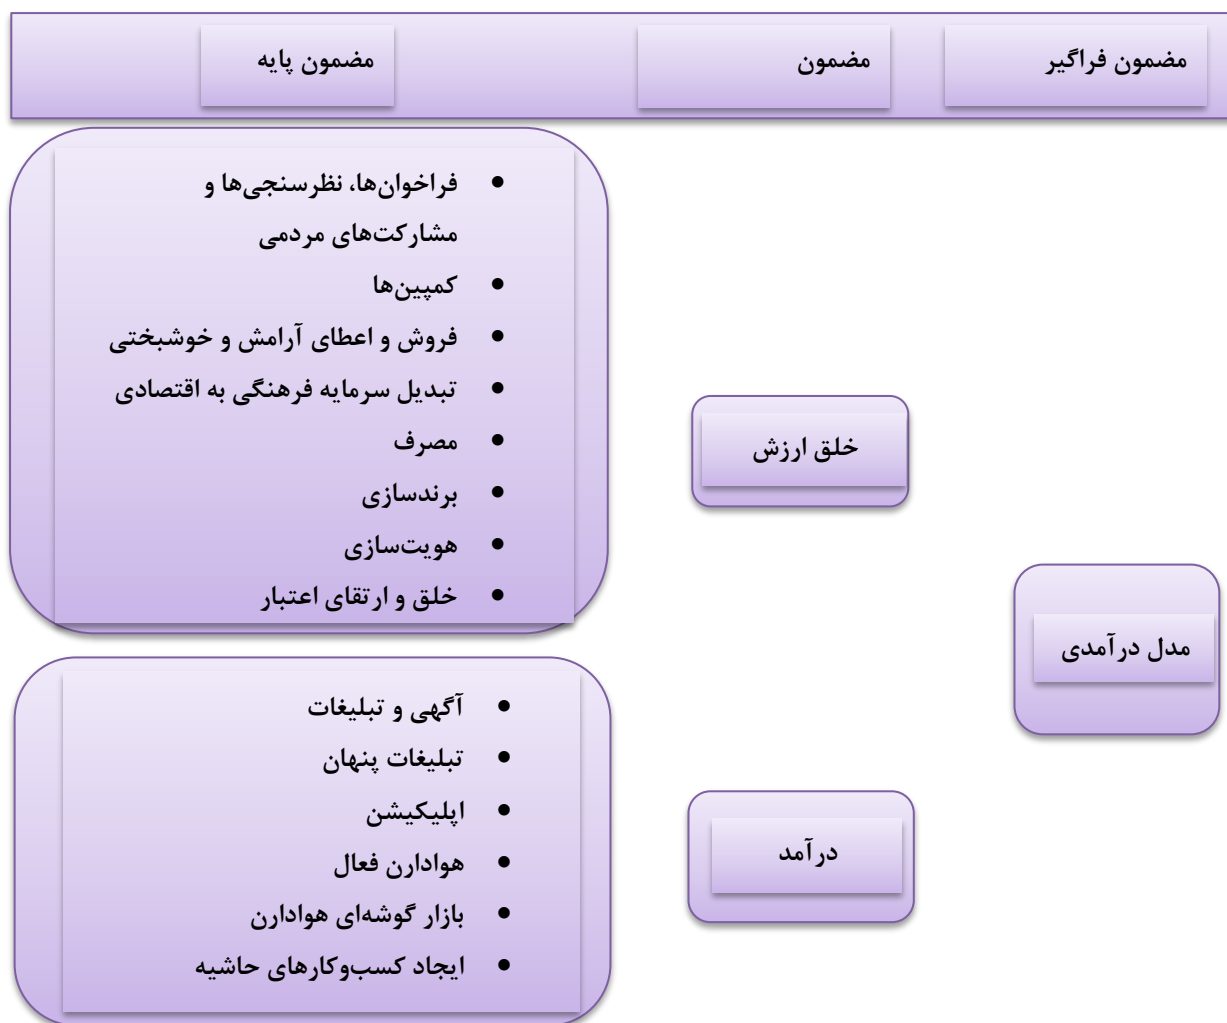 مضمون فراگیر
مضمون
مضمون پایه
فراخوان‌ها، نظرسنجی‌ها و
مشارکت‌های مردمی
کمپین‌ها
فروش و اعطای آرامش و خوشبختی
تبدیل سرمایه فرهنگی به اقتصادی
مصرف
برندسازی
هویت‌سازی
خلق و ارتقای اعتبار
خلق ارزش
مدل درآمدی
آگهی و تبلیغات
تبلیغات پنهان
اپلیکیشن
هوادارن فعال
بازار گوشه‌ای هوادارن
ایجاد کسب‌وکارهای حاشیه
درآمد